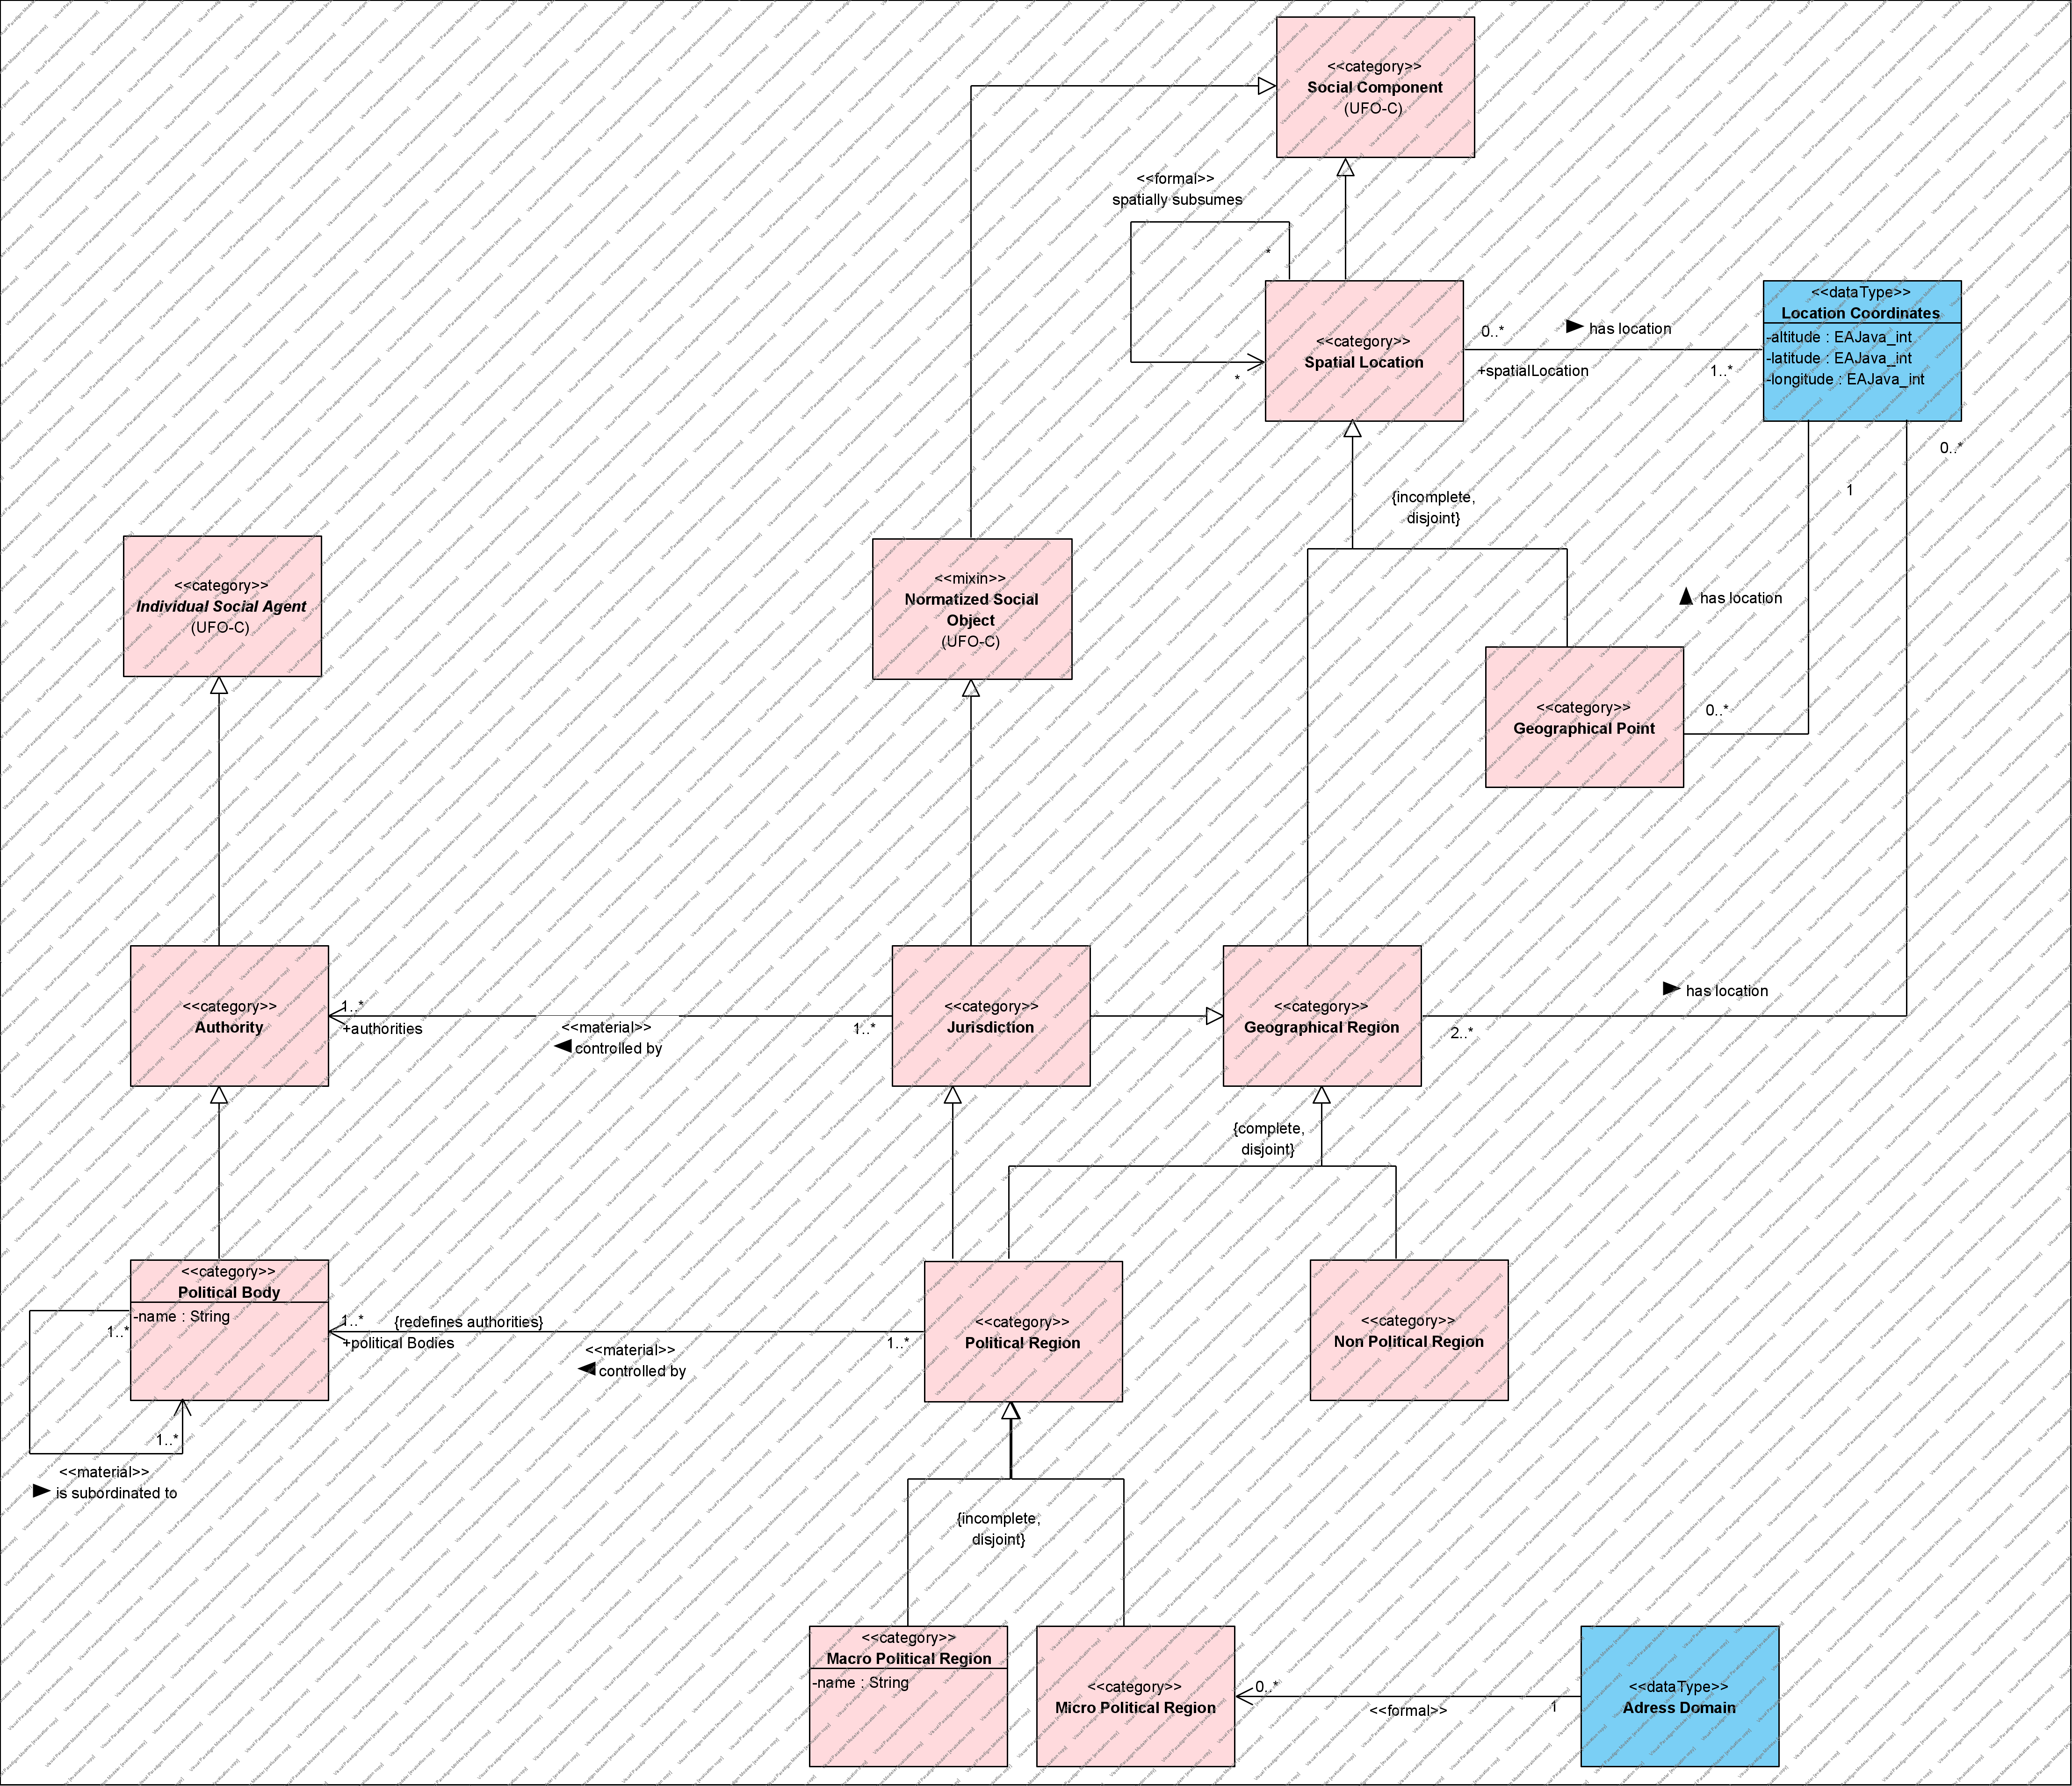 <<category>>
Social Component
(UFO-C)
<<formal>>
spatially subsumes
*
*
<<category>>
Spatial Location
0..*
has location
+spatialLocation
1..*
<<dataType>>
Location Coordinates
-altitude : EAJava_int
-latitude : EAJava_int
-longitude : EAJava_int
0..*
1
{incomplete,
disjoint}
<<category>>
Individual Social Agent
(UFO-C)
<<mixin>>
Normatized Social
Object
(UFO-C)
has location
<<category>>
Geographical Point
0..*
<<category>>
Authority
1..*
+authorities
<<material>>
controlled by
1..*
<<category>>
Jurisdiction
<<category>>
Geographical Region
2..*
has location
{complete,
disjoint}
<<category>>
Political Body
-name : String
1..*
1..*
<<material>>
is subordinated to
1..*
{redefines authorities}
+political Bodies
<<material>>
controlled by
1..*
<<category>>
Political Region
<<category>>
Non Political Region
{incomplete,
disjoint}
<<category>>
Macro Political Region
-name : String
<<category>>
Micro Political Region
0..*
<<formal>>
1
<<dataType>>
Adress Domain